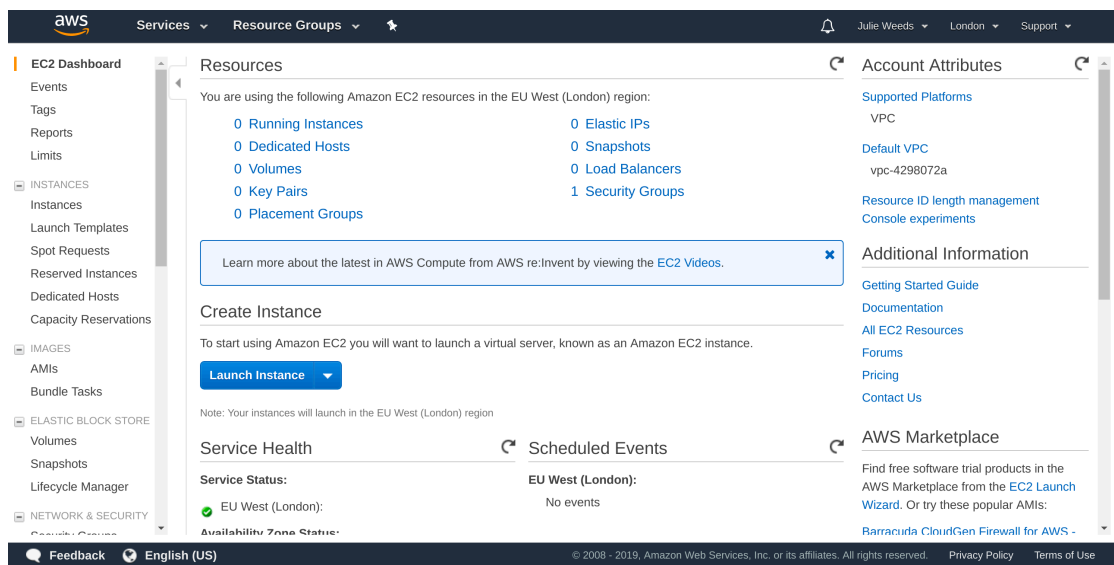 aws Services Resource Groups Julie Weeds London Support
EC2 Dashboard
Events
Tags
Reports
Limits
INSTANCES
Instances
Launch Templates
Spot Requests
Reserved Instances
Dedicated Hosts
Capacity Reservations
IMAGES
AMIs
Bundle Tasks
ELASTIC BLOCK STORE
Volumes
Snapshots
Lifecycle Manager
NETWORK & SECURITY
Security Groups
Resources
You are using the following Amazon EC2 resources in the EU West (London) region:
0 Running Instances
0 Dedicated Hosts
0 Volumes
0 Key Pairs
0 Placement Groups
0 Elastic IPs
0 Snapshots
0 Load Balancers
1 Security Groups
Learn more about the latest in AWS Compute from AWS re:Invent by viewing the EC2 Videos.
Create Instance
To start using Amazon EC2 you will want to launch a virtual server, known as an Amazon EC2 instance.
Launch Instance
Note: Your instances will launch in the EU West (London) region
Service Health
Service Status:
EU West (London):
Availability Zone Status:
Scheduled Events
EU West (London):
No events
Account Attributes
Supported Platforms
VPC
Default VPC
vpc-4298072a
Resource ID length management
Console experiments
Additional Information
Getting Started Guide
Documentation
All EC2 Resources
Forums
Pricing
Contact Us
AWS Marketplace
Find free software trial products in the
AWS Marketplace from the EC2 Launch
Wizard. Or try these popular AMIs:
Barracuda CloudGen Firewall for AWS -
Feedback English (US) © 2008 - 2019, Amazon Web Services, Inc. or its affiliates. All rights reserved. Privacy Policy Terms of Use